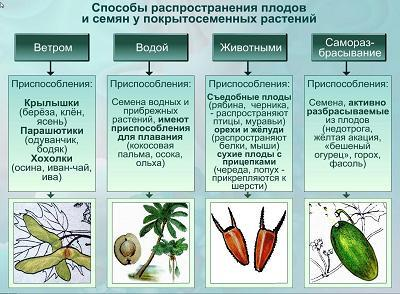 Способы распространения плодов
и семян у покрытосеменных растений
Ветром
Приспособления:
Крылышки
(берёза, клён,
ясень)
Парашютики
(одуванчик,
бодяк)
Хохолки
(осина, иван-чай,
ива)
Водой
Приспособления:
Семена водных и
прибрежных
растений, имеют
приспособления
для плавания
(кокосовая
пальма, осока,
ольха)
Животными
Приспособления:
Съедобные плоды
(рябина, черника,
- распространяют
птицы, муравьи)
орехи и жёлуди
(распространяют
белки, мыши)
сухие плоды с
прицепками
(череда, лопух -
прикрепляются к
шерсти)
Самораз-
брасывание
Приспособления:
Семена, активно
разбрасываемые
из плодов
(недотрога,
жёлтая акация,
«бешеный
огурец», горох,
фасоль)